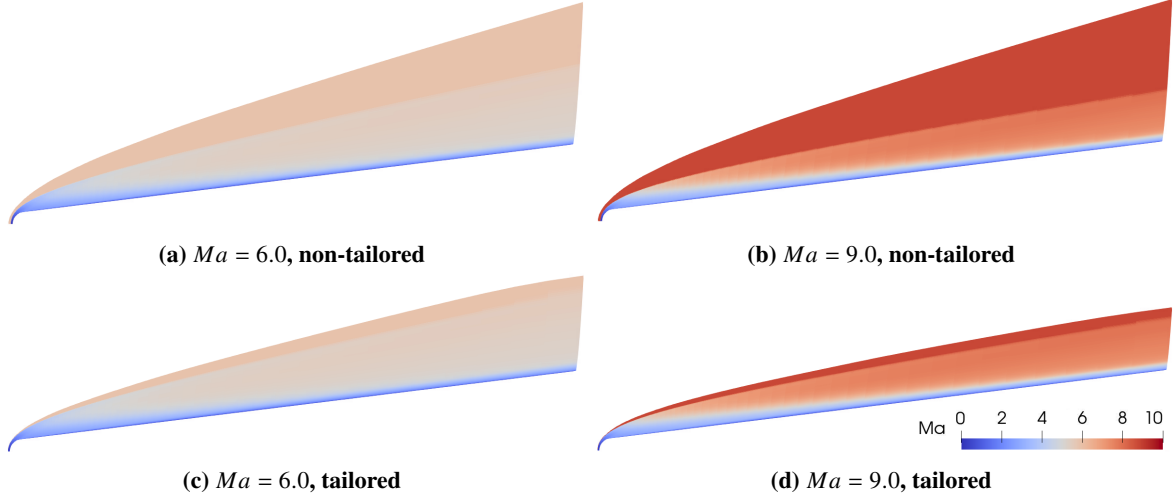 (a) Ma = 6.0, non-tailored
(b) Ma = 9.0, non-tailored
Ma 0 2 4 6 8 10
(c) Ma = 6.0, tailored
(d) Ma = 9.0, tailored